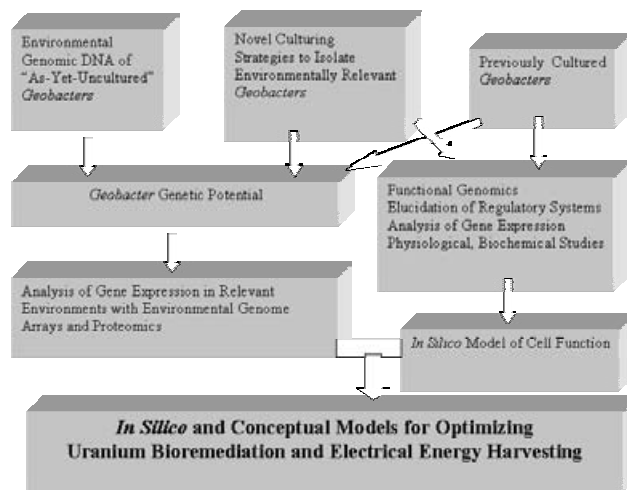 Environmental
Genomic DNA of
"As-Yet-Uncultured"
Geobacters
Novel Culturing
Strategies to Isolate
Environmentally Relevant
Geobacters
Previously Cultured
Geobacters
Geobacter Genetic Potential
Functional Genomics
Elucidation of Regulatory Systems
Analysis of Gene Expression
Physiological, Biochemical Studies
Analysis of Gene Expression in Relevant
Environments with Environmental Genome
Arrays and Proteomics
In Silico Model of Cell Function
In Silico and Conceptual Models for Optimizing
Uranium Bioremediation and Electrical Energy Harvesting